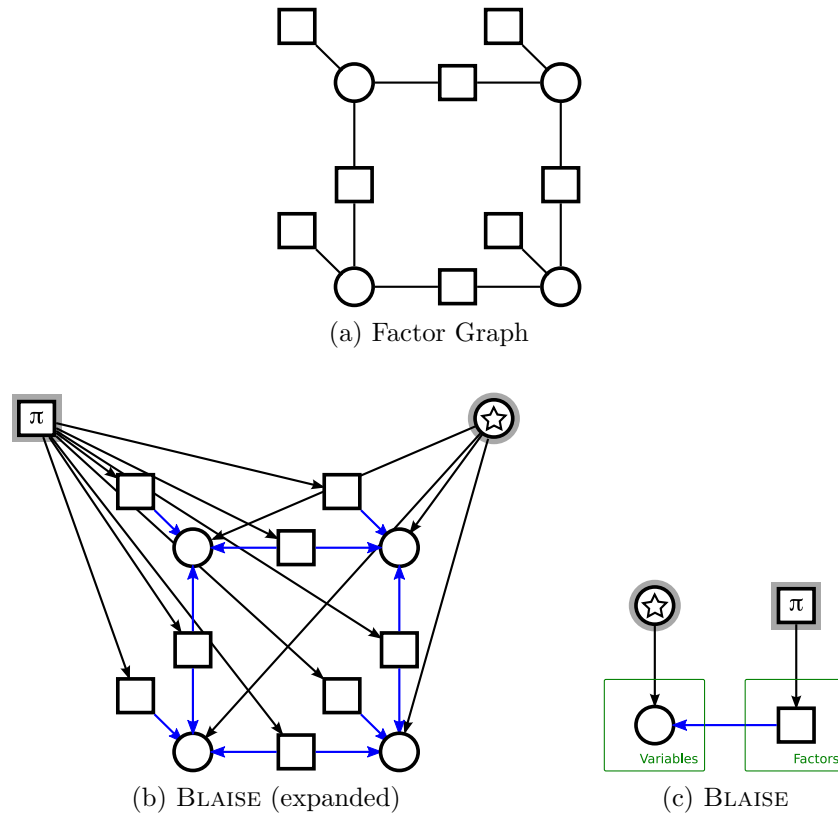 (a) Factor Graph
π
(b) BLAISE (expanded)
π
Variables
Factors
(c) BLAISE